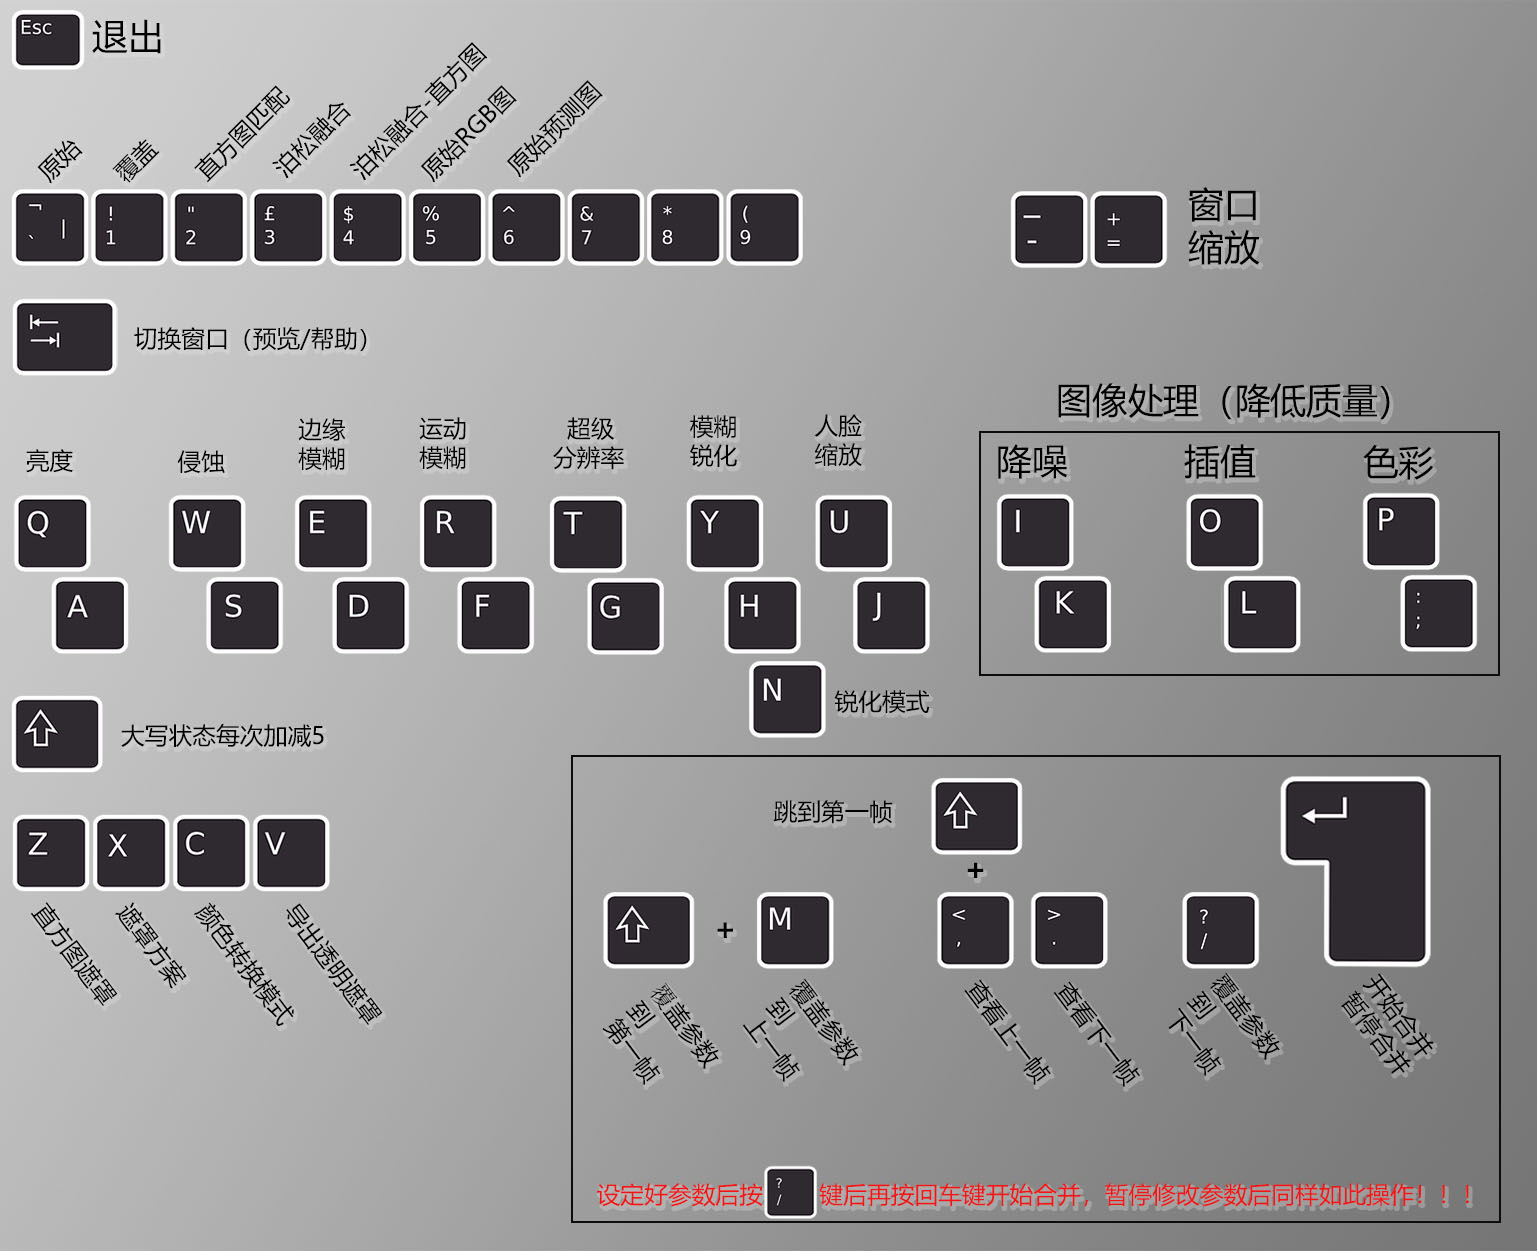 Esc 退出
原始
覆盖
直方图匹配
泊松融合
泊松融合-直方图
原始RGB图
原始预测图
¬ ` |
! 1
" 2
£ 3
$ 4
% 5
^ 6
& 7
* 8
( 9
— -
+ =
窗口
缩放
切换窗口（预览/帮助）
图像处理（降低质量）
亮度
侵蚀
边缘
模糊
运动
模糊
超级
分辨率
模糊
锐化
人脸
缩放
降噪
插值
色彩
Q
W
E
R
T
Y
U
I
O
P
A
S
D
F
G
H
J
K
L
: ;
N 锐化模式
大写状态每次加减5
Z
X
C
V
直方图遮罩
遮罩方案
颜色转换模式
导出透明遮罩
跳到第一帧
+
+
M
< ,
> .
? /
覆盖参数
到
第一帧
覆盖参数
到
上一帧
查看上一帧
查看下一帧
覆盖参数
到
下一帧
开始合并
暂停合并
设定好参数后按 ? / 键后再按回车键开始合并，暂停修改参数后同样如此操作！！！